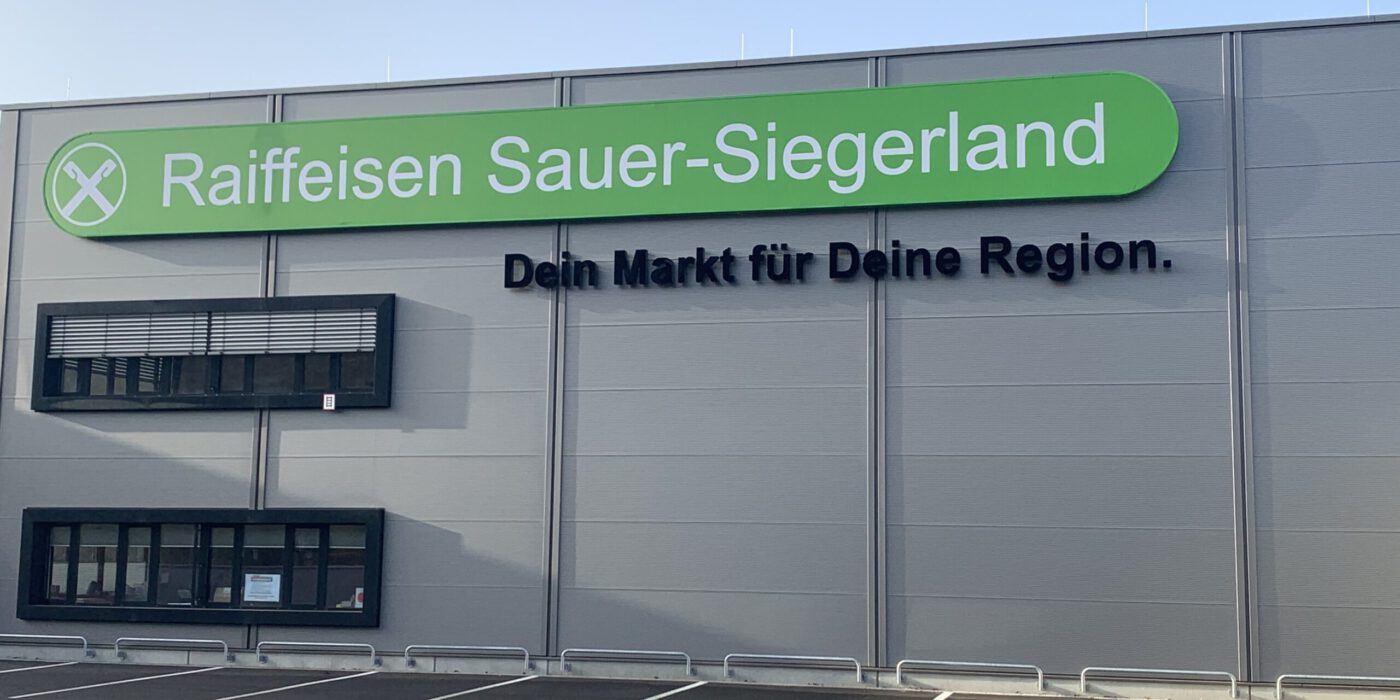 Raiffeisen Sauer-Siegerland
Dein Markt für Deine Region.